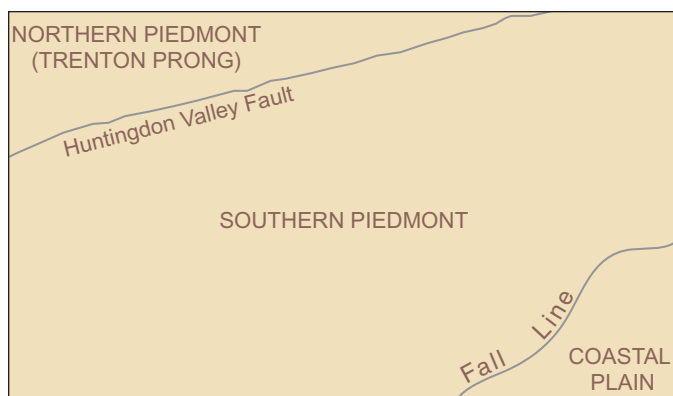 NORTHERN PIEDMONT
(TRENTON PRONG)
Huntingdon Valley Fault
SOUTHERN PIEDMONT
Fall Line
COASTAL
PLAIN